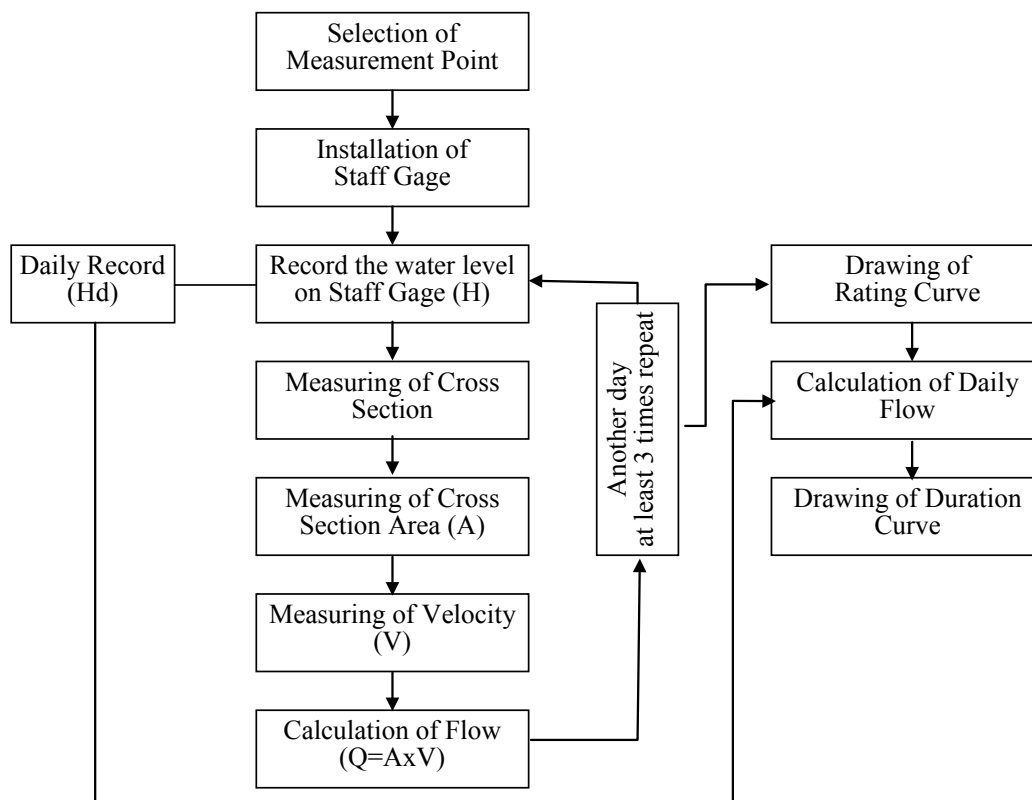 Selection of
Measurement Point
Installation of
Staff Gage
Daily Record
(Hd)
Record the water level
on Staff Gage (H)
Measuring of Cross
Section
Measuring of Cross
Section Area (A)
Measuring of Velocity
(V)
Calculation of Flow
(Q=AxV)
Another day
at least 3 times repeat
Drawing of
Rating Curve
Calculation of Daily
Flow
Drawing of Duration
Curve